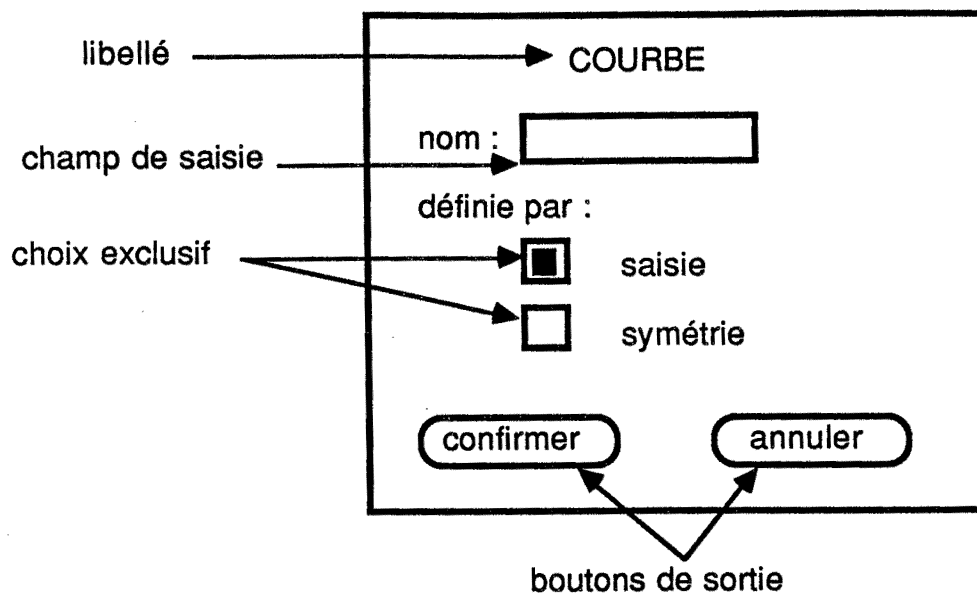 libellé
COURBE
nom :
champ de saisie
définie par :
choix exclusif
saisie
symétrie
confirmer
annuler
boutons de sortie